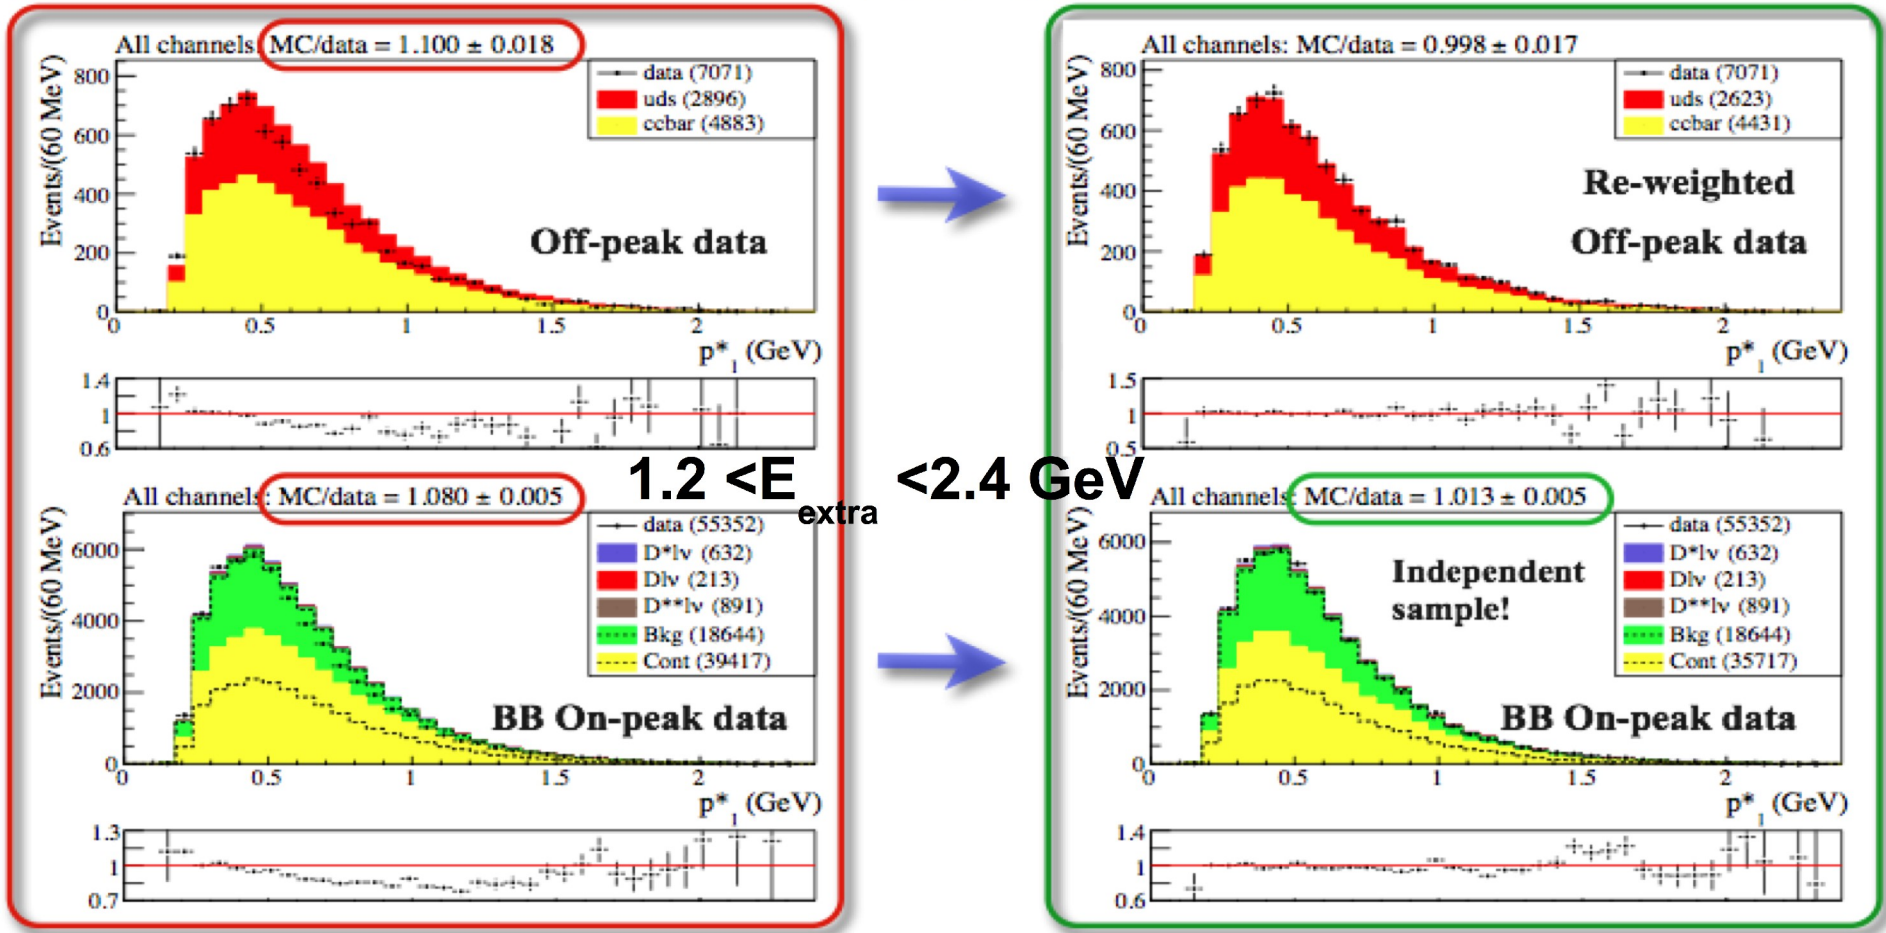 All channels: MC/data = 1.100 ± 0.018
Events/(60 MeV)
800
600
400
200
0
data (7071)
uds (2896)
ccbar (4883)
Off-peak data
0 0.5 1 1.5 2
p*1 (GeV)
1.4
1
0.6
All channels: MC/data = 0.998 ± 0.017
Events/(60 MeV)
800
600
400
200
0
data (7071)
uds (2623)
ccbar (4431)
Re-weighted
Off-peak data
0 0.5 1 1.5 2
p*1 (GeV)
1.5
1
0.5
1.2 <Eextra <2.4 GeV
All channels: MC/data = 1.080 ± 0.005
Events/(60 MeV)
6000
4000
2000
0
data (55352)
D*lν (632)
Dlν (213)
D**lν (891)
Bkg (18644)
Cont (39417)
BB On-peak data
0 0.5 1 1.5 2
p*1 (GeV)
1.3
1
0.7
All channels: MC/data = 1.013 ± 0.005
Events/(60 MeV)
6000
4000
2000
0
data (55352)
D*lν (632)
Dlν (213)
D**lν (891)
Bkg (18644)
Cont (35717)
Independent
sample!
BB On-peak data
0 0.5 1 1.5 2
p*1 (GeV)
1.4
1
0.6